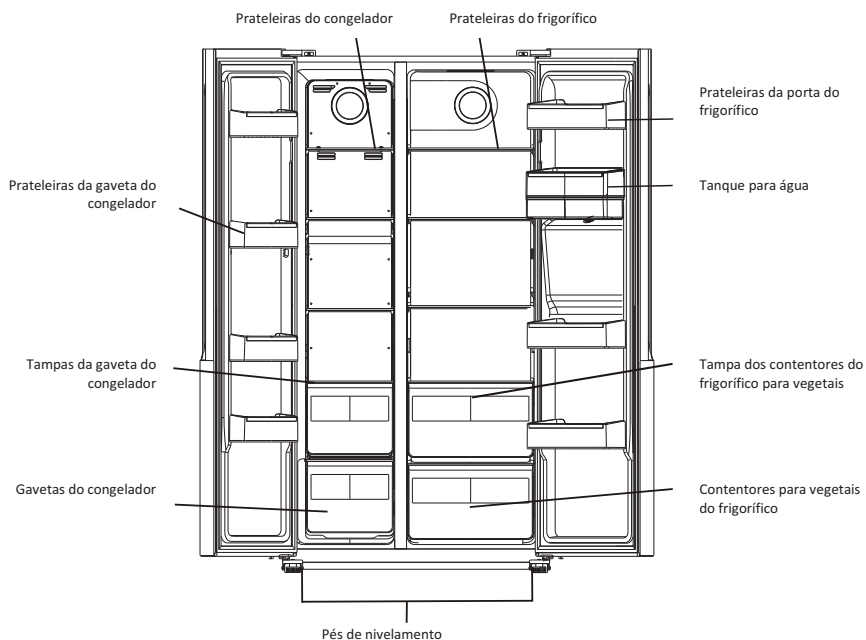 Prateleiras do congelador
Prateleiras do frigorífico
Prateleiras da porta do
frigorífico
Prateleiras da gaveta do
congelador
Tanque para água
Tampas da gaveta do
congelador
Tampa dos contentores do
frigorífico para vegetais
Gavetas do congelador
Contentores para vegetais
do frigorífico
Pés de nivelamento